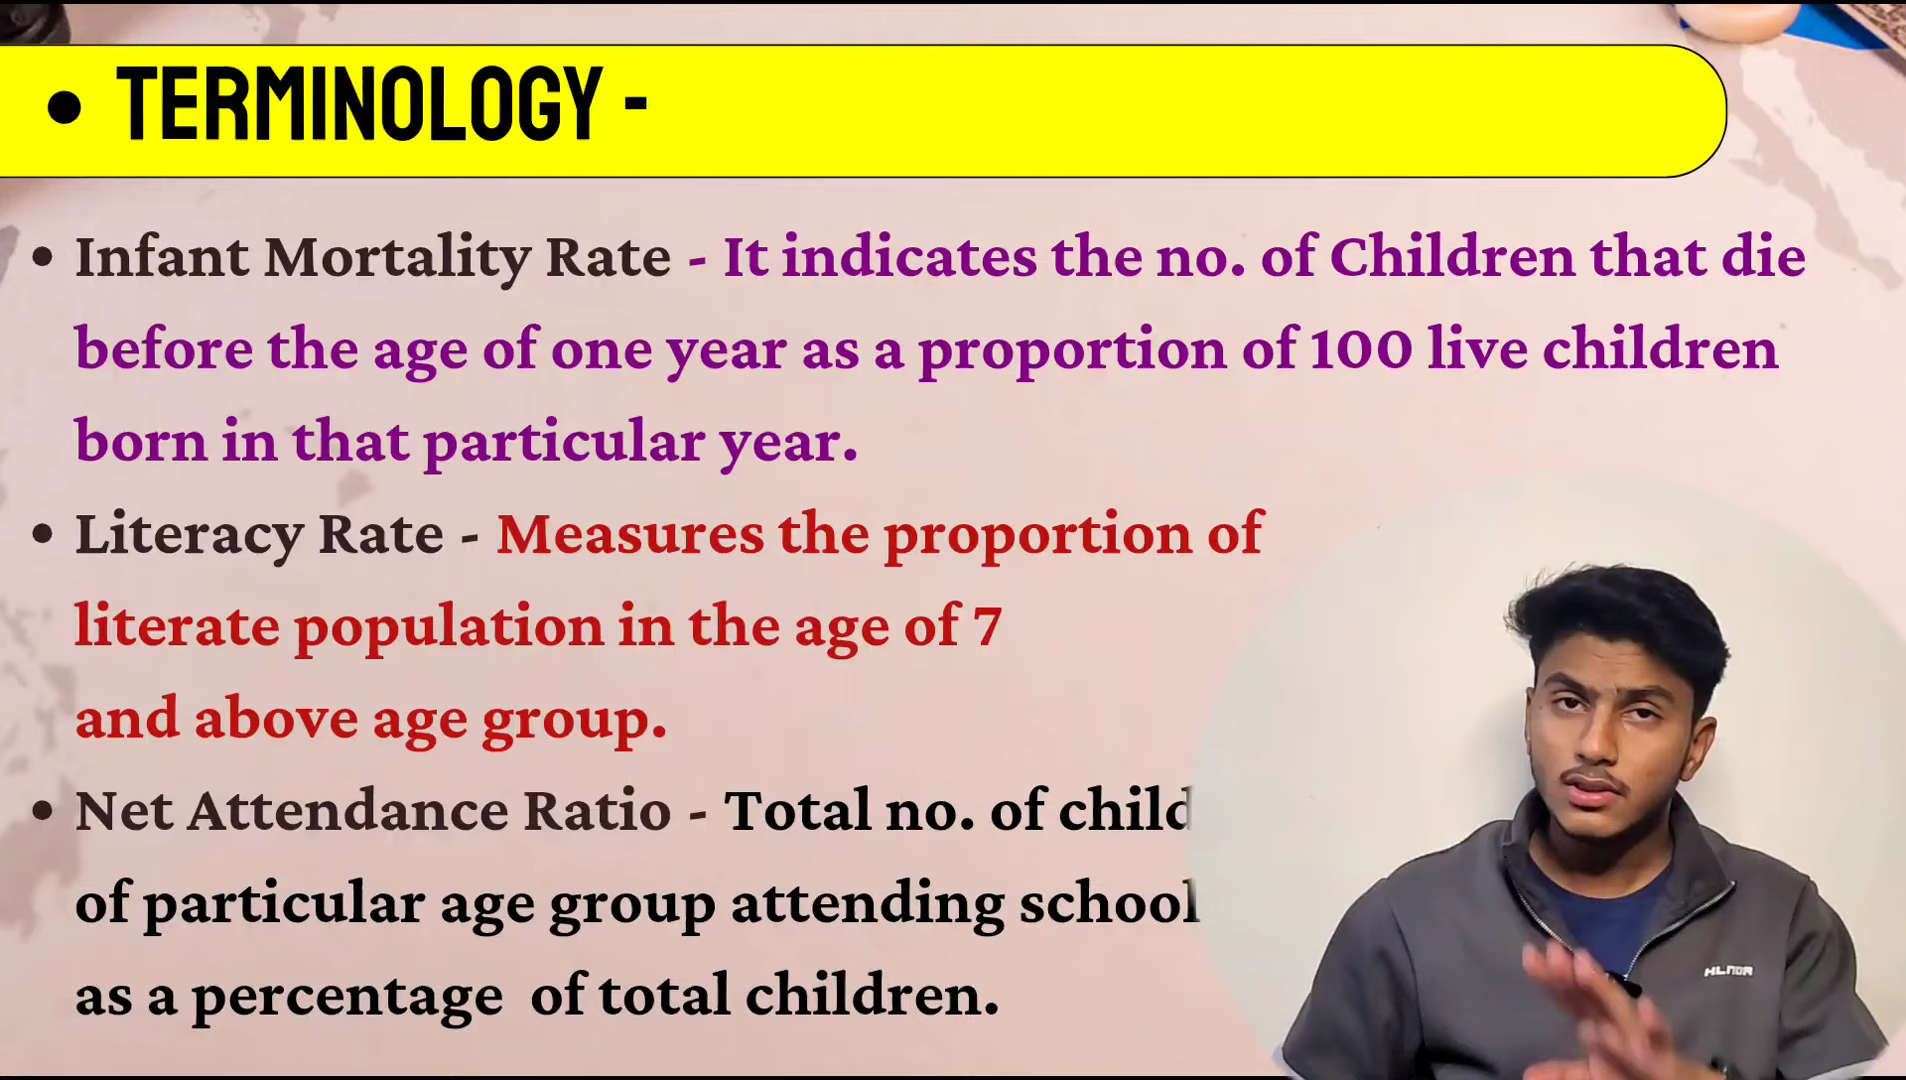 • TERMINOLOGY -
• Infant Mortality Rate - It indicates the no. of Children that die
before the age of one year as a proportion of 100 live children
born in that particular year.
• Literacy Rate - Measures the proportion of
literate population in the age of 7
and above age group.
• Net Attendance Ratio - Total no. of child
of particular age group attending school
as a percentage of total children.